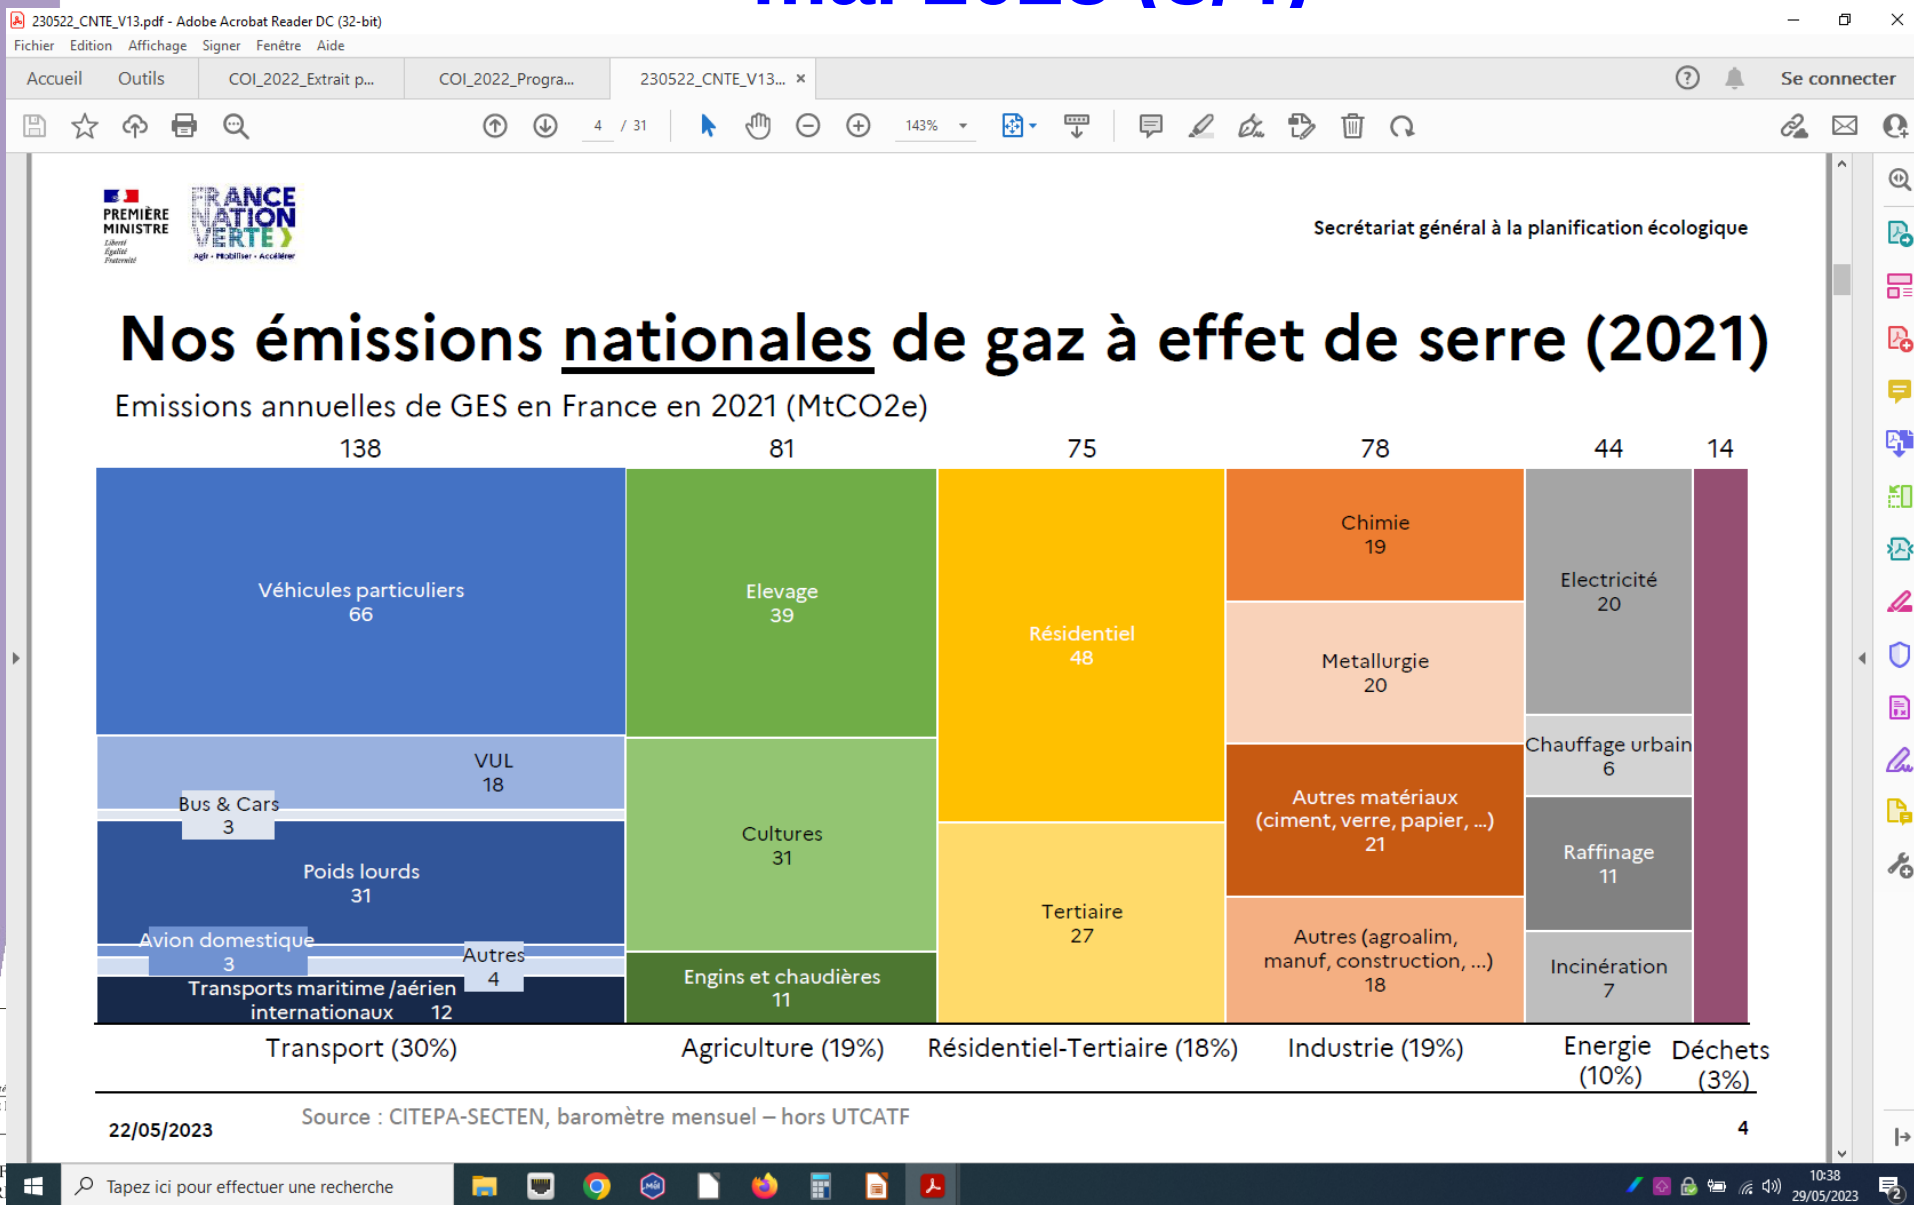 230522_CNTE_V13.pdf - Adobe Acrobat Reader DC (32-bit)
Fichier Edition Affichage Signer Fenêtre Aide
Accueil Outils COI_2022_Extrait p... COI_2022_Progra... 230522_CNTE_V13... × Se connecter
4 / 31 143%
PREMIÈRE
MINISTRE
Liberté
Égalité
Fraternité
FRANCE
NATION
VERTE
Agir • Mobiliser • Accélérer
Secrétariat général à la planification écologique
Nos émissions nationales de gaz à effet de serre (2021)
Emissions annuelles de GES en France en 2021 (MtCO2e)
138 81 75 78 44 14
Véhicules particuliers
66
VUL
18
Bus & Cars
3
Poids lourds
31
Avion domestique
3
Autres
4
Transports maritime /aérien
internationaux 12
Elevage
39
Cultures
31
Engins et chaudières
11
Résidentiel
48
Tertiaire
27
Chimie
19
Metallurgie
20
Autres matériaux
(ciment, verre, papier, ...)
21
Autres (agroalim,
manuf, construction, ...)
18
Electricité
20
Chauffage urbain
6
Raffinage
11
Incinération
7
Transport (30%) Agriculture (19%) Résidentiel-Tertiaire (18%) Industrie (19%) Energie
(10%)
Déchets
(3%)
Source : CITEPA-SECTEN, baromètre mensuel – hors UTCATF
22/05/2023
4
Tapez ici pour effectuer une recherche
10:38
29/05/2023
2